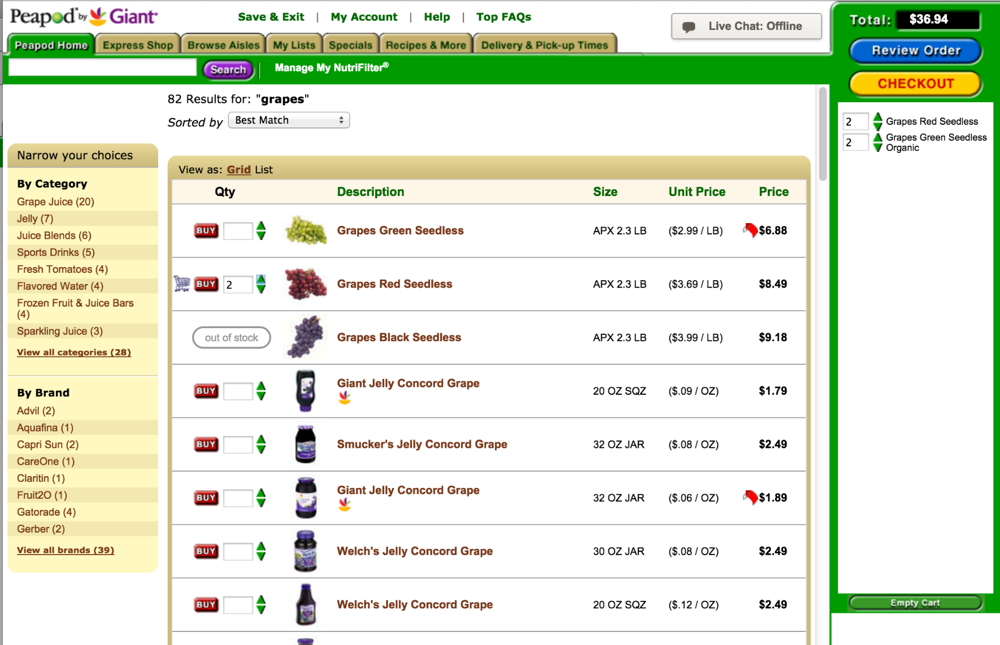 Peapod by Giant
Save & Exit | My Account | Help | Top FAQs
Live Chat: Offline
Total: $36.94
Peapod Home Express Shop Browse Aisles My Lists Specials Recipes & More Delivery & Pick-up Times
Review Order
Search | Manage My NutriFilter®
CHECKOUT
82 Results for: "grapes"
Sorted by Best Match
2 Grapes Red Seedless
2 Grapes Green Seedless
Organic
Narrow your choices
By Category
Grape Juice (20)
Jelly (7)
Juice Blends (6)
Sports Drinks (5)
Fresh Tomatoes (4)
Flavored Water (4)
Frozen Fruit & Juice Bars
(4)
Sparkling Juice (3)
View all categories (28)
By Brand
Advil (2)
Aquafina (1)
Capri Sun (2)
CareOne (1)
Claritin (1)
Fruit2O (1)
Gatorade (4)
Gerber (2)
View all brands (39)
View as: Grid List
Qty Description Size Unit Price Price
BUY Grapes Green Seedless APX 2.3 LB ($2.99 / LB) $6.88
BUY 2 Grapes Red Seedless APX 2.3 LB ($3.69 / LB) $8.49
out of stock Grapes Black Seedless APX 2.3 LB ($3.99 / LB) $9.18
BUY Giant Jelly Concord Grape 20 OZ SQZ ($.09 / OZ) $1.79
BUY Smucker's Jelly Concord Grape 32 OZ JAR ($.08 / OZ) $2.49
BUY Giant Jelly Concord Grape 32 OZ JAR ($.06 / OZ) $1.89
BUY Welch's Jelly Concord Grape 30 OZ JAR ($.08 / OZ) $2.49
BUY Welch's Jelly Concord Grape 20 OZ SQZ ($.12 / OZ) $2.49
Empty Cart